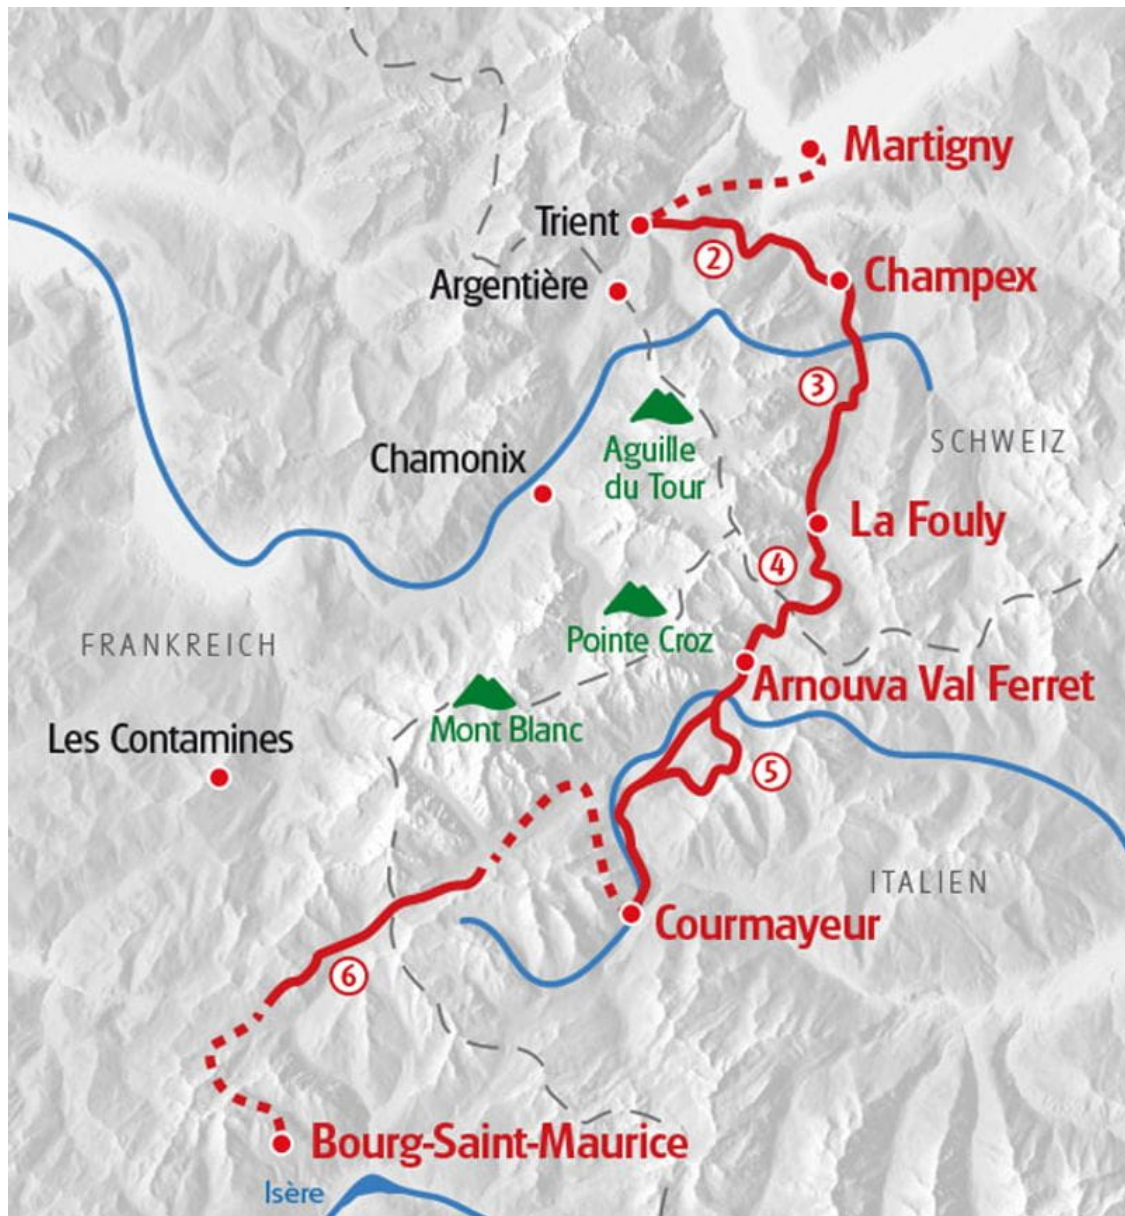 Martigny
Trient
②
Argentière
Champex
③
Chamonix
Aguille
du Tour
SCHWEIZ
La Fouly
④
FRANKREICH
Pointe Croz
Arnouva Val Ferret
Mont Blanc
Les Contamines
⑤
ITALIEN
Courmayeur
⑥
Bourg-Saint-Maurice
Isère